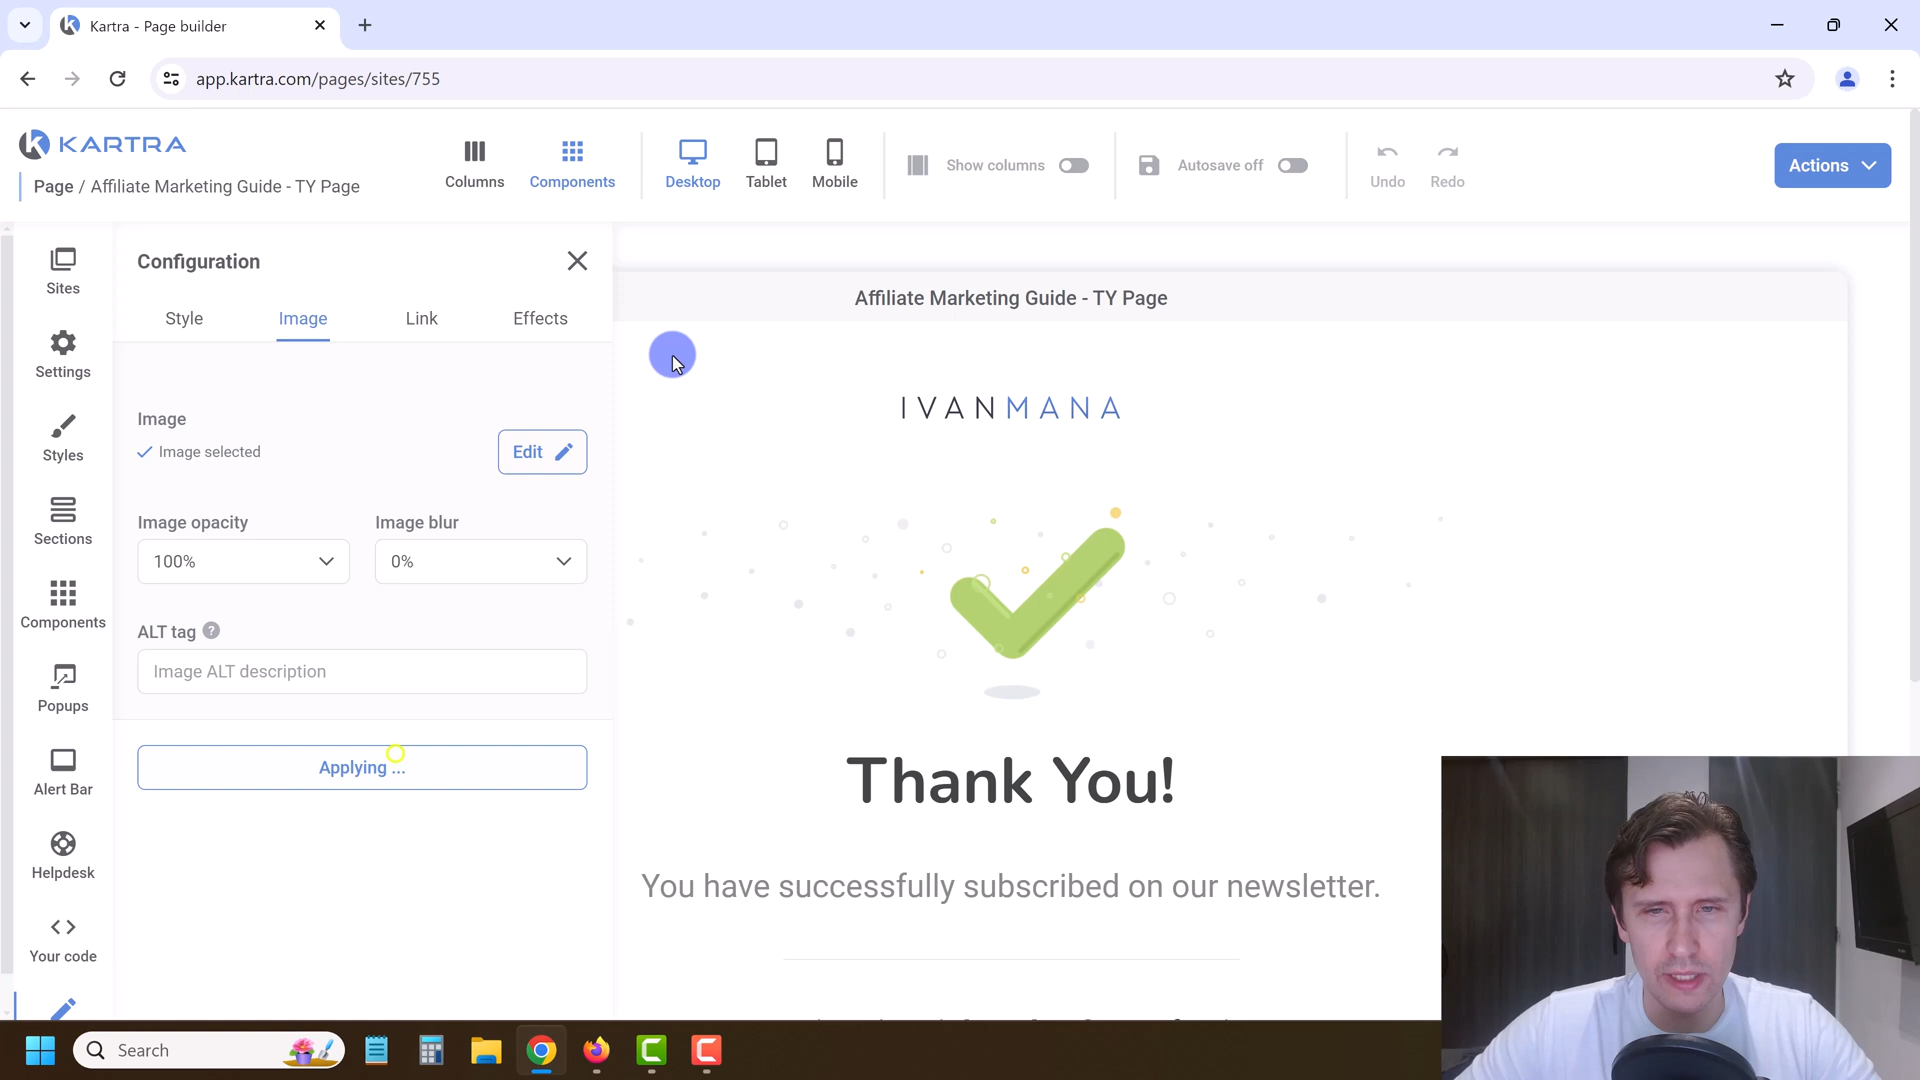 Kartra - Page builder
app.kartra.com/pages/sites/755
KARTRA
Page / Affiliate Marketing Guide - TY Page
Columns
Components
Desktop
Tablet
Mobile
Show columns
Autosave off
Undo
Redo
Actions
Sites
Settings
Styles
Sections
Components
Popups
Alert Bar
Helpdesk
Your code
Configuration
Style
Image
Link
Effects
Image
Image selected
Edit
Image opacity
Image blur
100%
0%
ALT tag ?
Image ALT description
Applying ...
Affiliate Marketing Guide - TY Page
IVANMANA
Thank You!
You have successfully subscribed on our newsletter.
Search